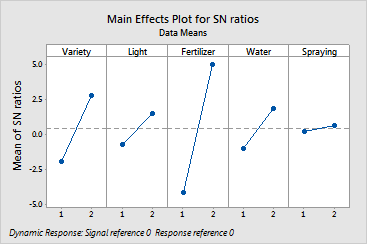 Main Effects Plot for SN ratios
Data Means
Variety Light Fertilizer Water Spraying
5.0
2.5
0.0
-2.5
-5.0
Mean of SN ratios
1 2 1 2 1 2 1 2 1 2
Dynamic Response: Signal reference 0 Response reference 0